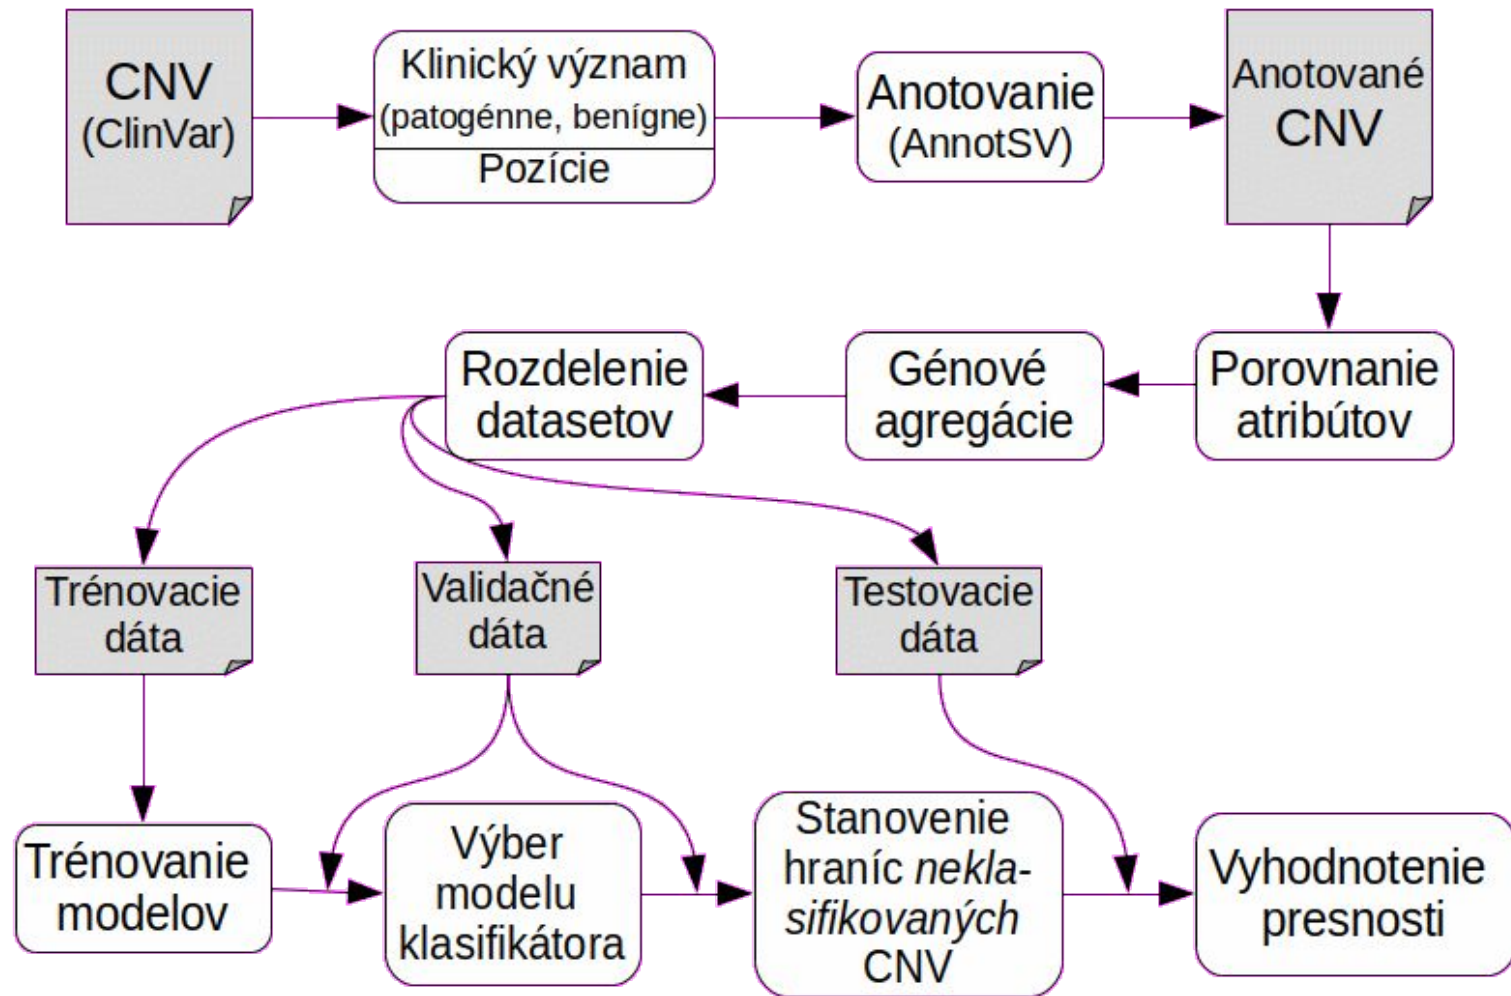 CNV
(ClinVar)
Klinický význam
(patogénne, benígne)
Pozície
Anotovanie
(AnnotSV)
Anotované
CNV
Porovnanie
atribútov
Génové
agregácie
Rozdelenie
datasetov
Trénovacie
dáta
Validačné
dáta
Testovacie
dáta
Trénovanie
modelov
Výber
modelu
klasifikátora
Stanovenie
hraníc nekla-
sifikovaných
CNV
Vyhodnotenie
presnosti